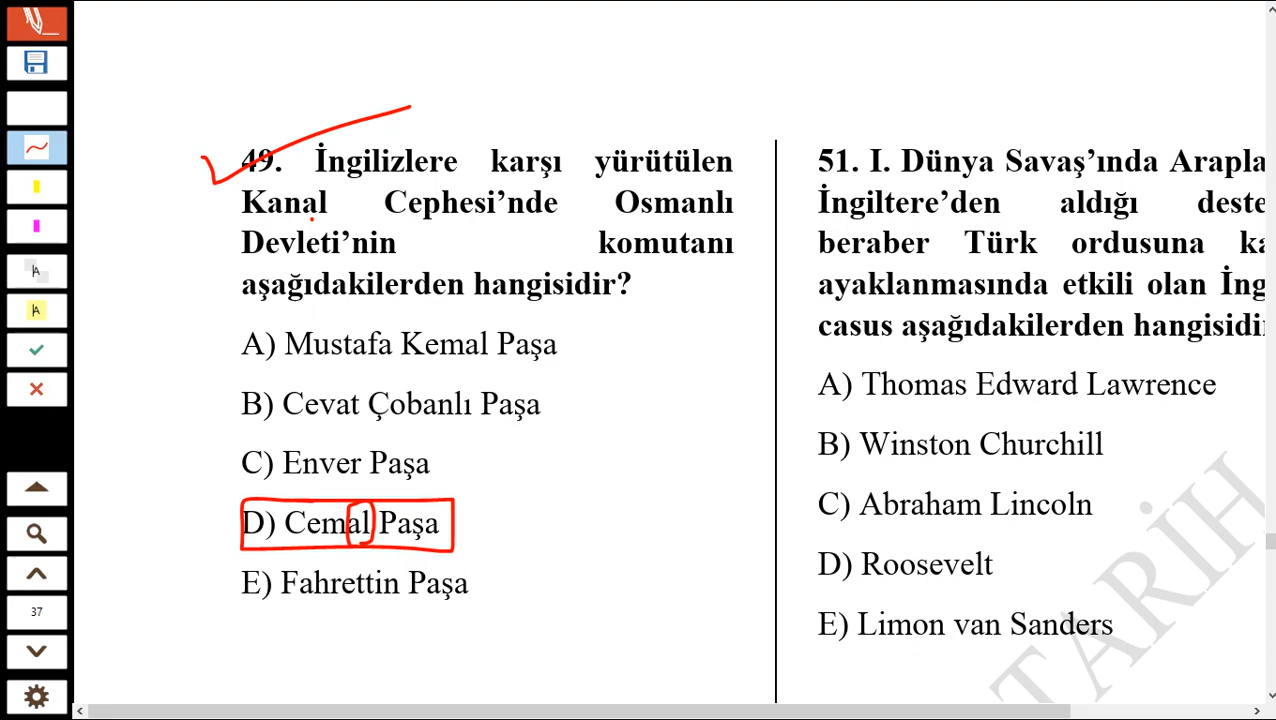 49. İngilizlere karşı yürütülen
Kanal Cephesi’nde Osmanlı
Devleti’nin komutanı
aşağıdakilerden hangisidir?
A) Mustafa Kemal Paşa
B) Cevat Çobanlı Paşa
C) Enver Paşa
D) Cemal Paşa
E) Fahrettin Paşa
51. I. Dünya Savaş’ında Arapla
İngiltere’den aldığı deste
beraber Türk ordusuna ka
ayaklanmasında etkili olan İng
casus aşağıdakilerden hangisidi
A) Thomas Edward Lawrence
B) Winston Churchill
C) Abraham Lincoln
D) Roosevelt
E) Limon van Sanders
TARİH
A
A
37